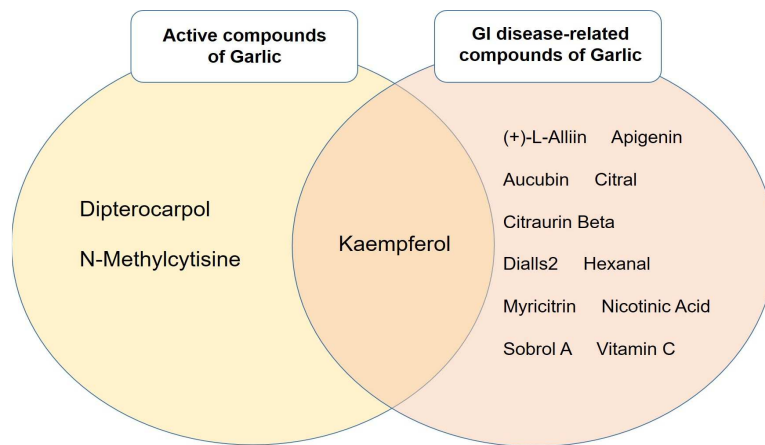 Active compounds
of Garlic
GI disease-related
compounds of Garlic
Dipterocarpol
N-Methylcytisine
Kaempferol
(+)-L-Alliin Apigenin
Aucubin Citral
Citraurin Beta
Dialls2 Hexanal
Myricitrin Nicotinic Acid
Sobrol A Vitamin C